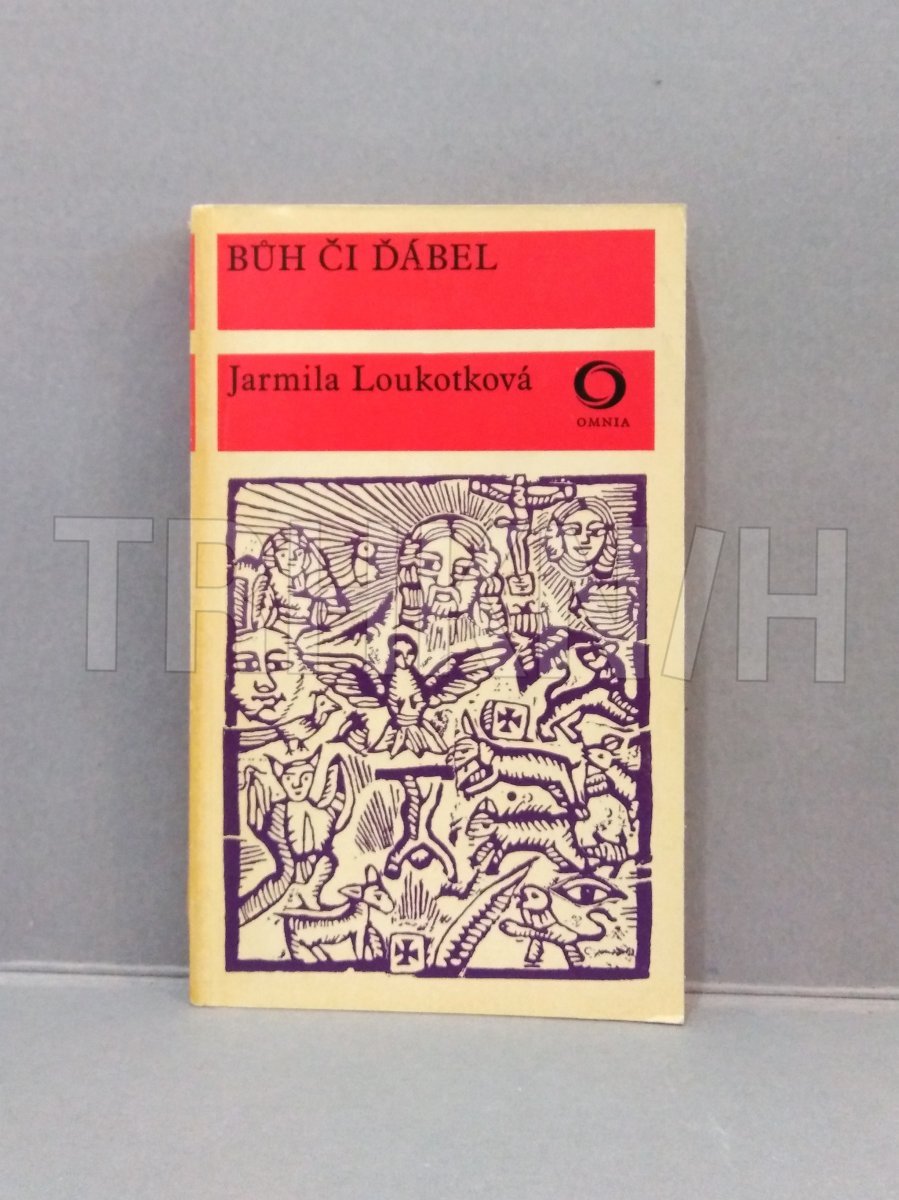 BŮH ČI ĎÁBEL
Jarmila Loukotková
OMNIA